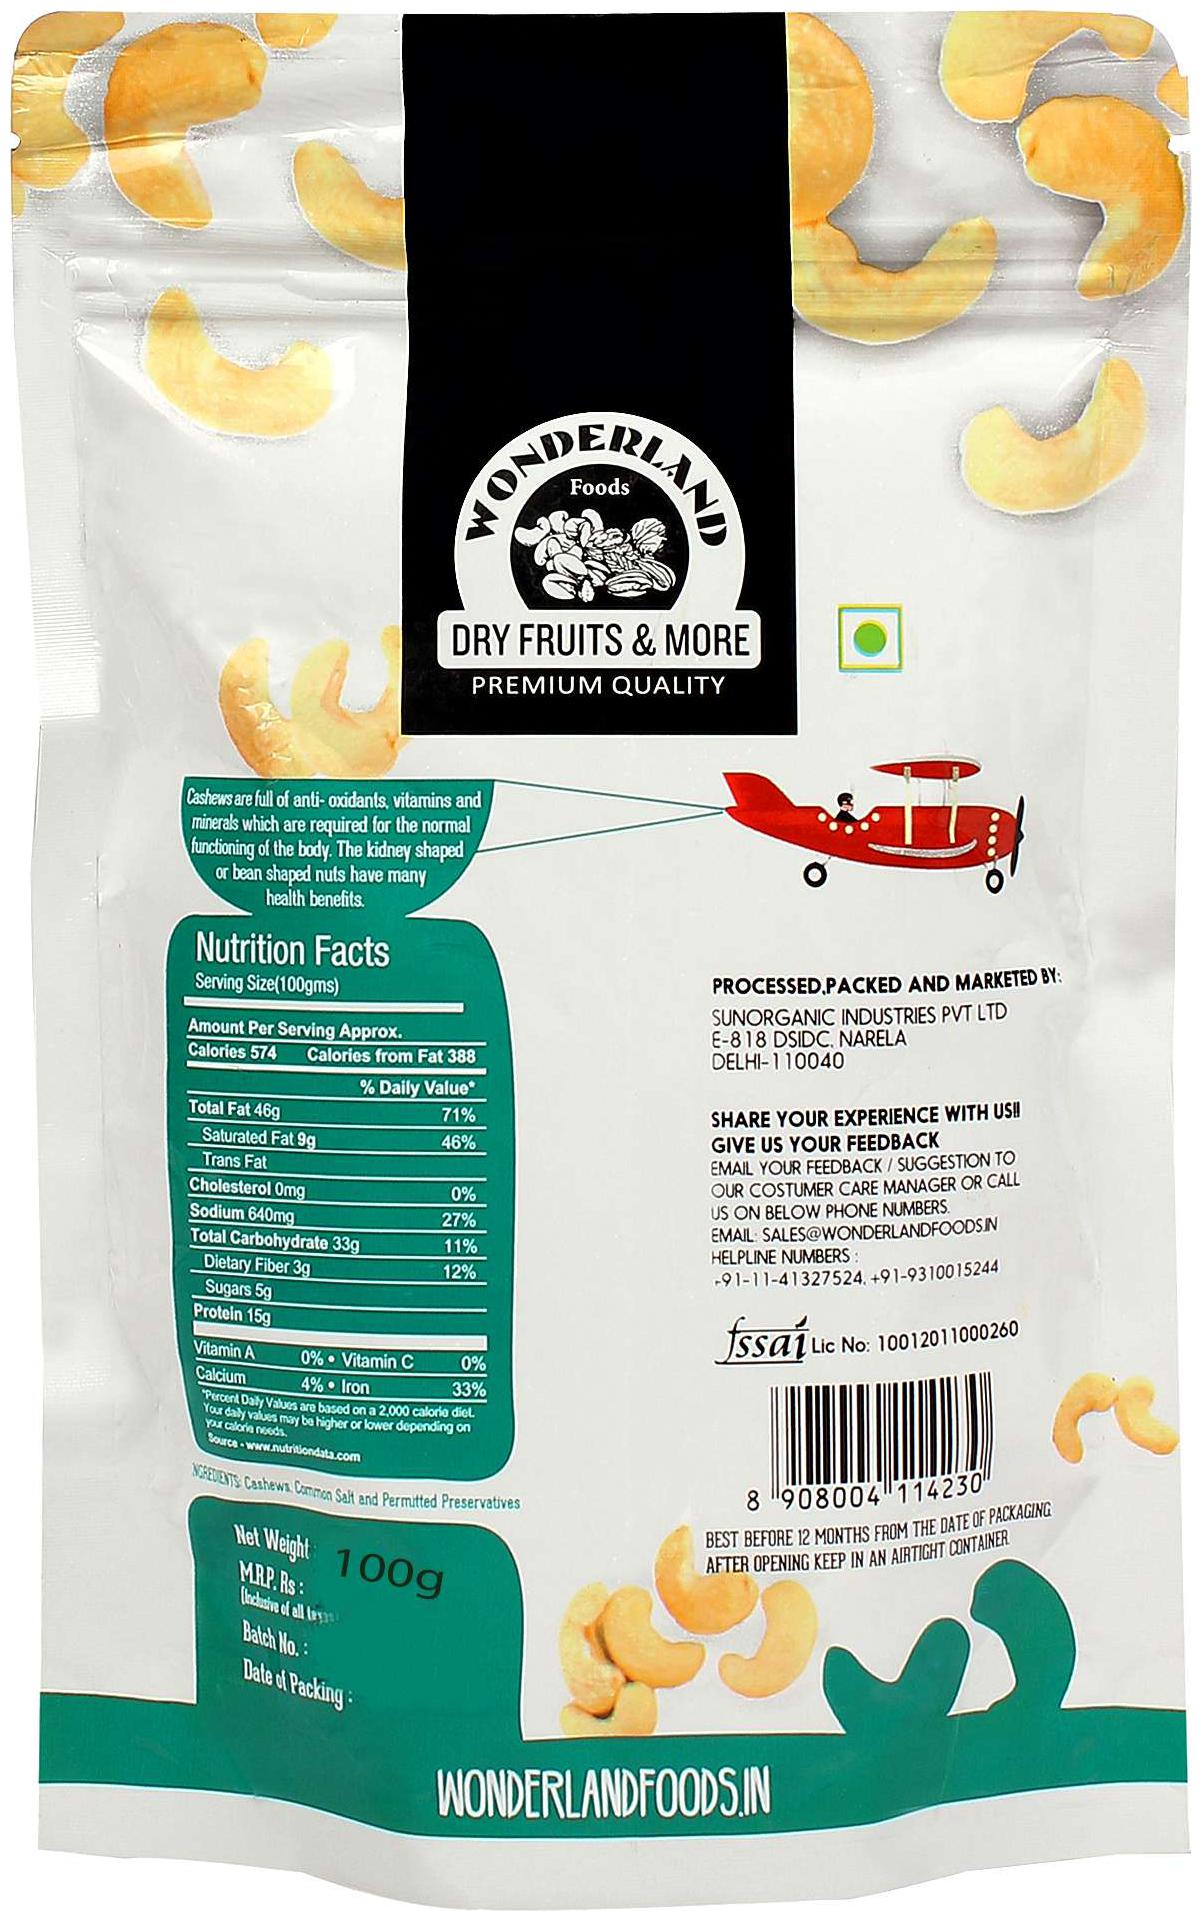 WONDERLAND
Foods
DRY FRUITS & MORE
PREMIUM QUALITY
Cashews are full of anti- oxidants, vitamins and
minerals which are required for the normal
functioning of the body. The kidney shaped
or bean shaped nuts have many
health benefits.
Nutrition Facts
Serving Size(100gms)
Amount Per Serving Approx.
Calories 574 Calories from Fat 388
% Daily Value*
Total Fat 46g 71%
Saturated Fat 9g 46%
Trans Fat
Cholesterol 0mg 0%
Sodium 640mg 27%
Total Carbohydrate 33g 11%
Dietary Fiber 3g 12%
Sugars 5g
Protein 15g
Vitamin A 0% • Vitamin C 0%
Calcium 4% • Iron 33%
*Percent Daily Values are based on a 2,000 calorie diet.
Your daily values may be higher or lower depending on
your calorie needs.
Source - www.nutritiondata.com
INGREDIENTS: Cashews, Common Salt and Permitted Preservatives
Net Weight 100g
M.R.P. Rs :
(Inclusive of all
Batch No. :
Date of Packing :
PROCESSED,PACKED AND MARKETED BY:
SUNORGANIC INDUSTRIES PVT LTD
E-818 DSIDC, NARELA
DELHI-110040
SHARE YOUR EXPERIENCE WITH US!!
GIVE US YOUR FEEDBACK
EMAIL YOUR FEEDBACK / SUGGESTION TO
OUR COSTUMER CARE MANAGER OR CALL
US ON BELOW PHONE NUMBERS.
EMAIL: SALES@WONDERLANDFOODS.IN
HELPLINE NUMBERS :
+91-11-41327524, +91-9310015244
fssai Lic No: 10012011000260
8 908004 114230
BEST BEFORE 12 MONTHS FROM THE DATE OF PACKAGING.
AFTER OPENING KEEP IN AN AIRTIGHT CONTAINER
WONDERLANDFOODS.IN